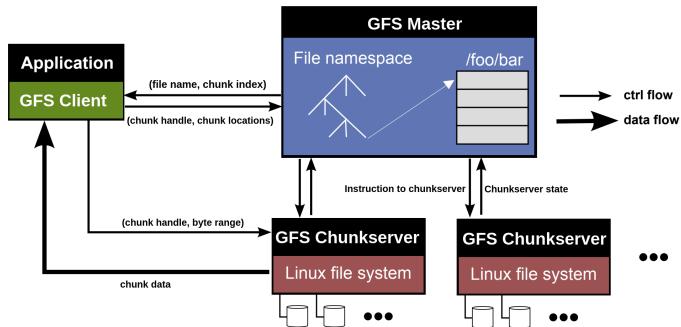 GFS Master
Application
GFS Client
File namespace
/foo/bar
(file name, chunk index)
(chunk handle, chunk locations)
ctrl flow
data flow
Instruction to chunkserver
Chunkserver state
(chunk handle, byte range)
GFS Chunkserver
Linux file system
GFS Chunkserver
Linux file system
chunk data